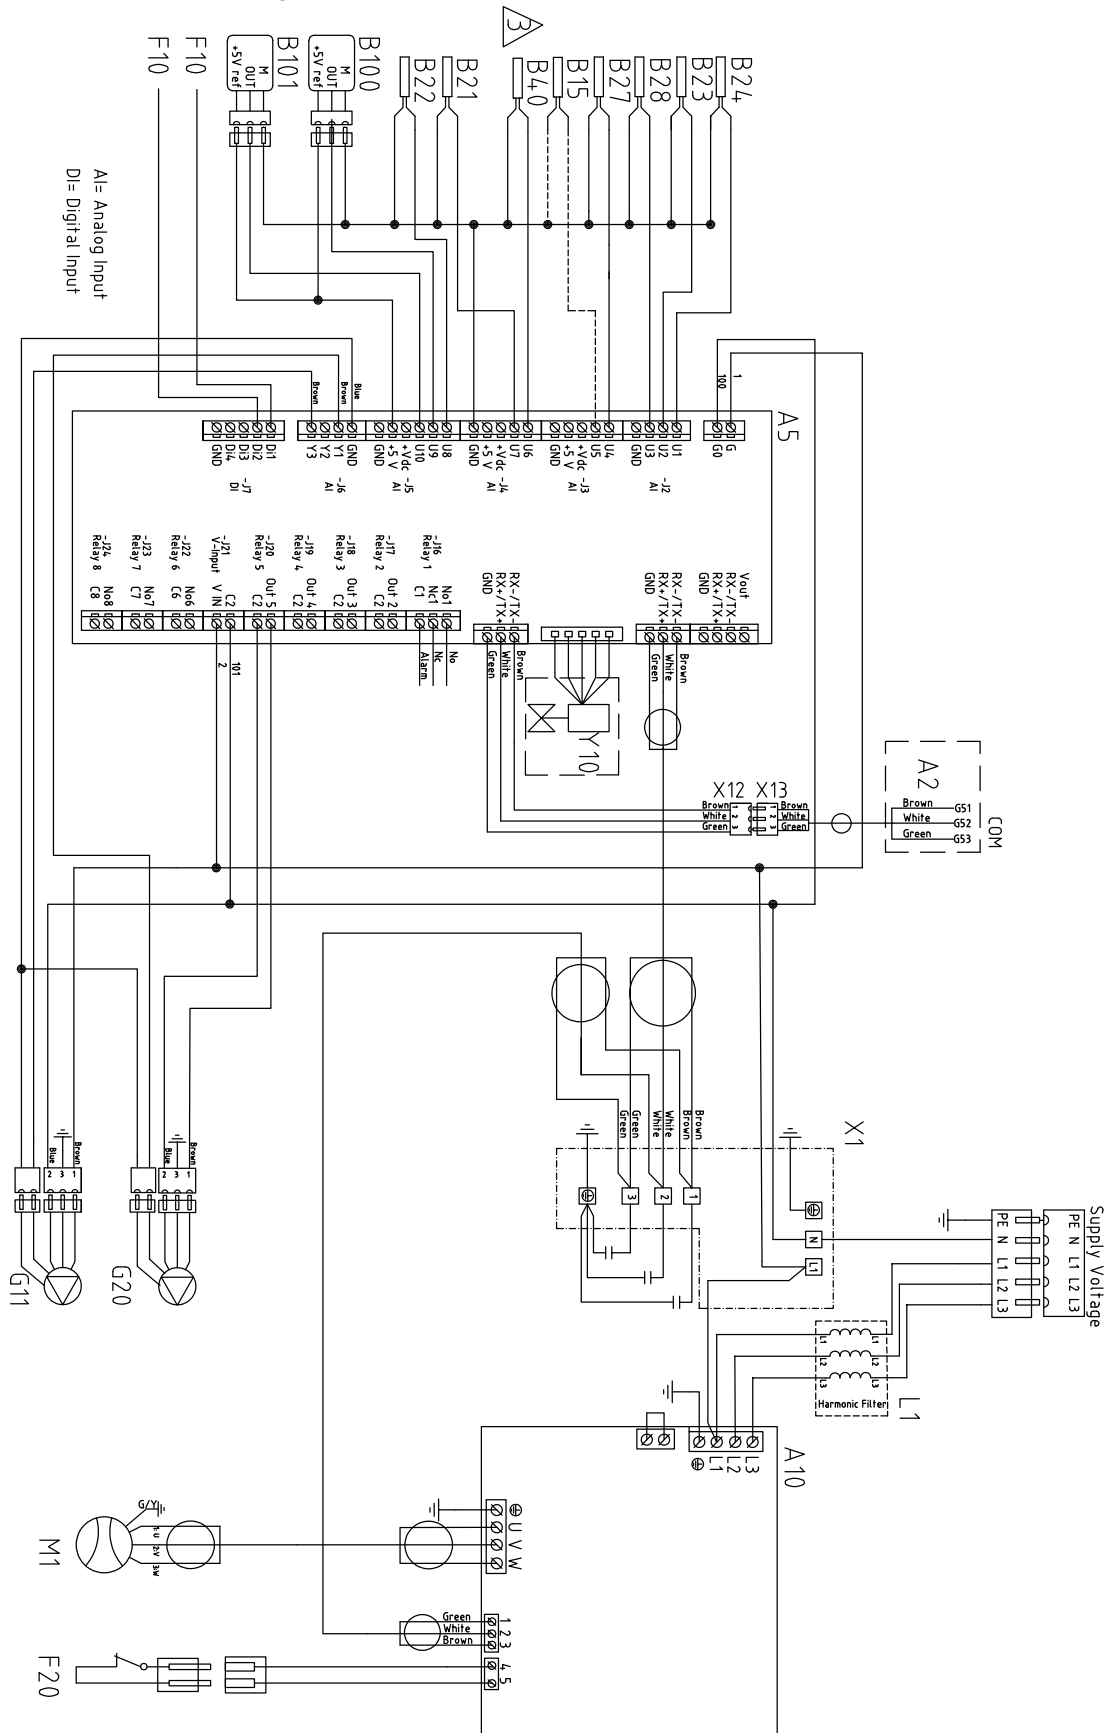 Supply Voltage
PE N L1 L2 L3
PE N L1 L2 L3
L1
L1 L2 L3
L1 L2 L3
Harmonic Filter
A10
L3
L2
L1
U V W
1 2 3
4 5
Green
White
Brown
F20
M1
G/Y
1:U
2:V
3:W
X1
N
L1
1
2
3
Brown
Brown
White
White
Green
Green
A2
COM
Brown
White
Green
G51
G52
G53
X12 X13
Brown
White
Green
1 2 3
1 2 3
Brown
White
Green
Y10
Brown
White
Green
Brown
White
Green
A5
G
G0
1
100
U1
U2
U3
GND
-J2
AI
U4
U5
+Vdc
+5 V
GND
-J3
AI
U6
U7
+Vdc
+5 V
GND
-J4
AI
U8
U9
U10
+Vdc
+5 V
GND
-J5
AI
GND
Y1
Y2
Y3
-J6
AI
Blue
Brown
Brown
Di1
Di2
Di3
Di4
GND
-J7
DI
Vout
RX-/TX-
RX+/TX+
GND
RX-/TX-
RX+/TX+
GND
RX-/TX-
RX+/TX+
GND
-J16
Relay 1
No1
Nc1
C1
No
Nc
Alarm
-J17
Relay 2
Out 2
C2
-J18
Relay 3
Out 3
C2
-J19
Relay 4
Out 4
C2
-J20
Relay 5
Out 5
C2
-J21
V-Input
C2
V IN
101
2
-J22
Relay 6
No6
C6
-J23
Relay 7
No7
C7
-J24
Relay 8
No8
C8
B24
B23
B28
B27
B15
B40
B21
B22
3
B100
M
OUT
+5V ref
B101
M
OUT
+5V ref
F10
F10
AI= Analog Input
DI= Digital Input
G20
Brown
Blue
2 3 1
G11
Brown
Blue
2 3 1